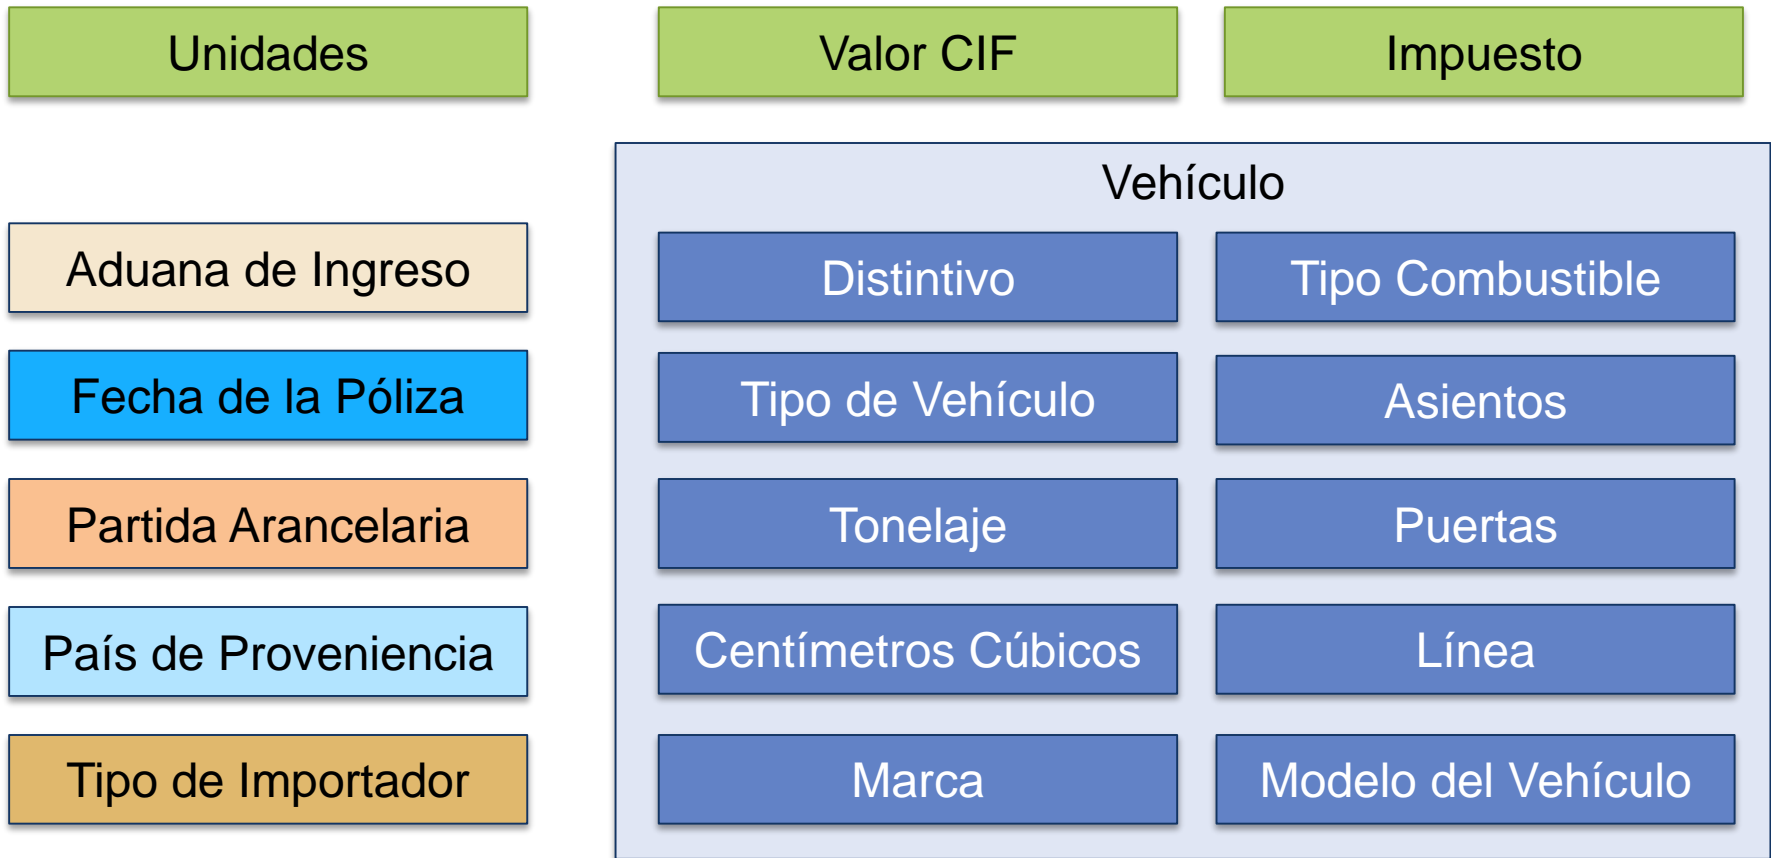 Unidades
Valor CIF
Impuesto
Vehículo
Aduana de Ingreso
Distintivo
Tipo Combustible
Fecha de la Póliza
Tipo de Vehículo
Asientos
Partida Arancelaria
Tonelaje
Puertas
País de Proveniencia
Centímetros Cúbicos
Línea
Tipo de Importador
Marca
Modelo del Vehículo